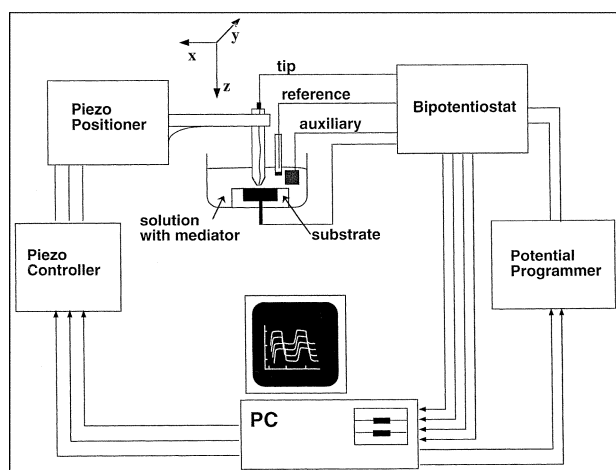 x
y
z
tip
reference
auxiliary
Piezo
Positioner
Bipotentiostat
solution
with mediator
substrate
Piezo
Controller
Potential
Programmer
PC